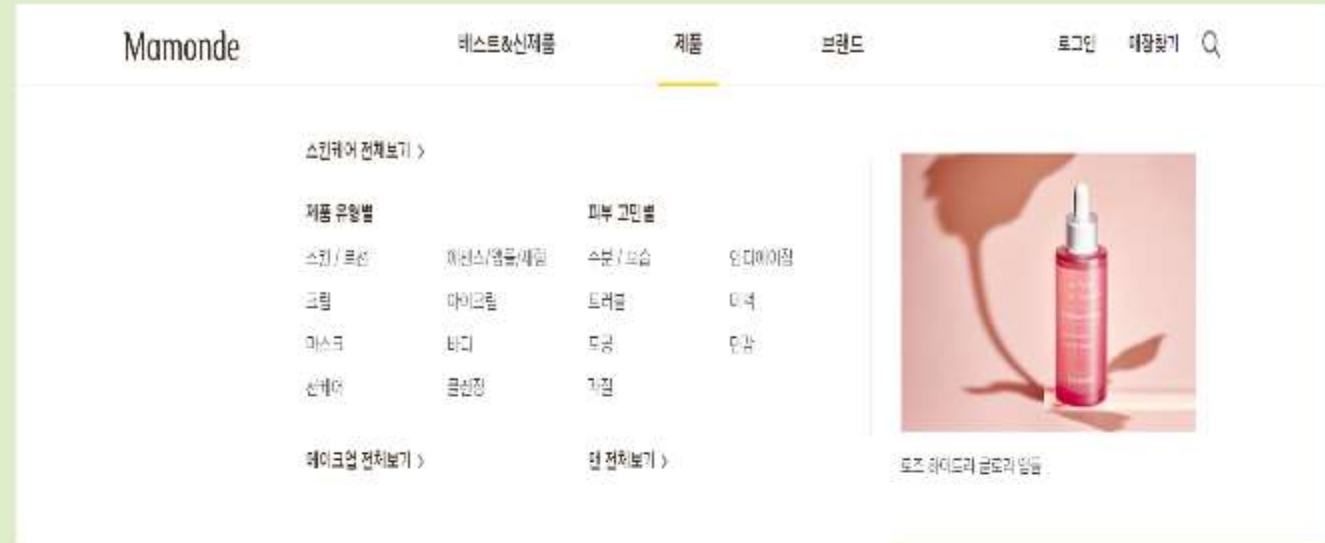 Mamonde 베스트&신제품 제품 브랜드 로그인 매장찾기
스킨케어 전체보기 >
제품 유형별 피부 고민별
스킨 / 로션 에센스/앰플/세럼 수분 / 보습 안티에이징
크림 아이크림 트러블 미백
마스크 바디 모공 민감
선케어 클렌징 각질
메이크업 전체보기 > 맨 전체보기 >
로즈 하이드라 글로리 앰플